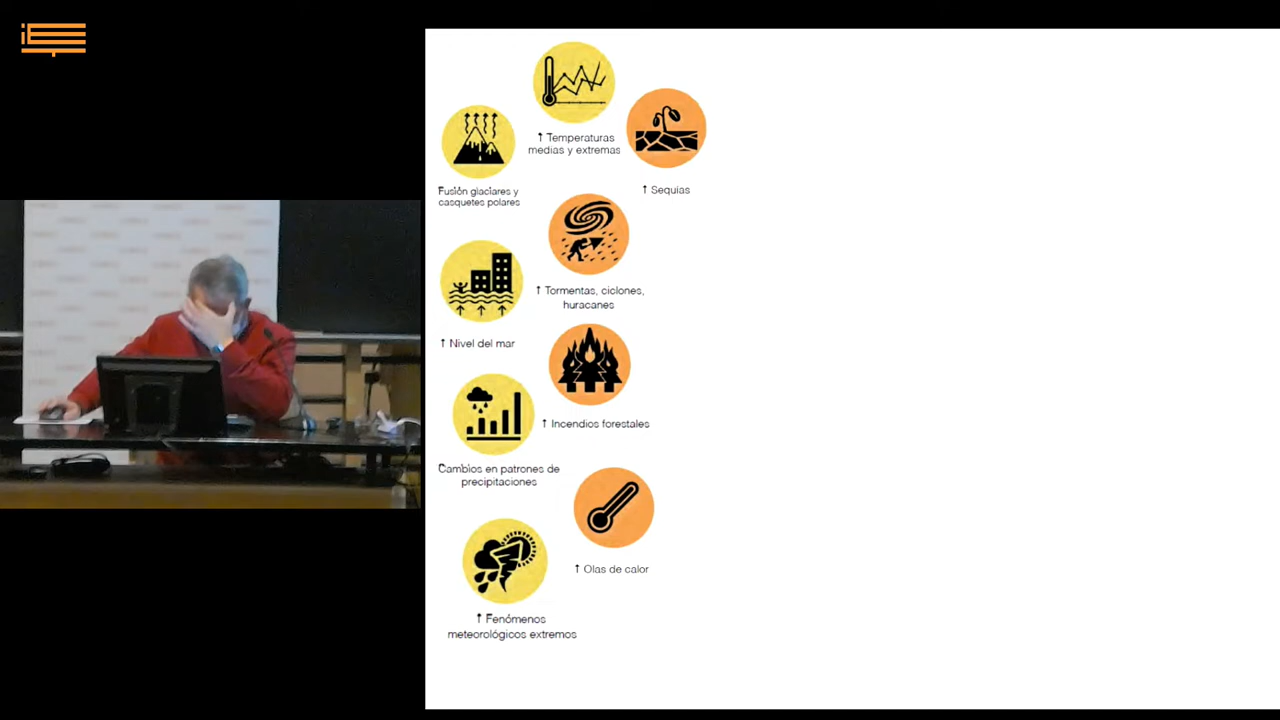 ↑ Temperaturas
medias y extremas
↑ Sequías
Fusión glaciares y
casquetes polares
↑ Tormentas, ciclones,
huracanes
↑ Nivel del mar
↑ Incendios forestales
Cambios en patrones de
precipitaciones
↑ Olas de calor
↑ Fenómenos
meteorológicos extremos